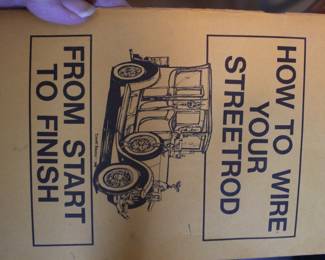 HOW TO WIRE
YOUR
STREETROD
FROM START
TO FINISH